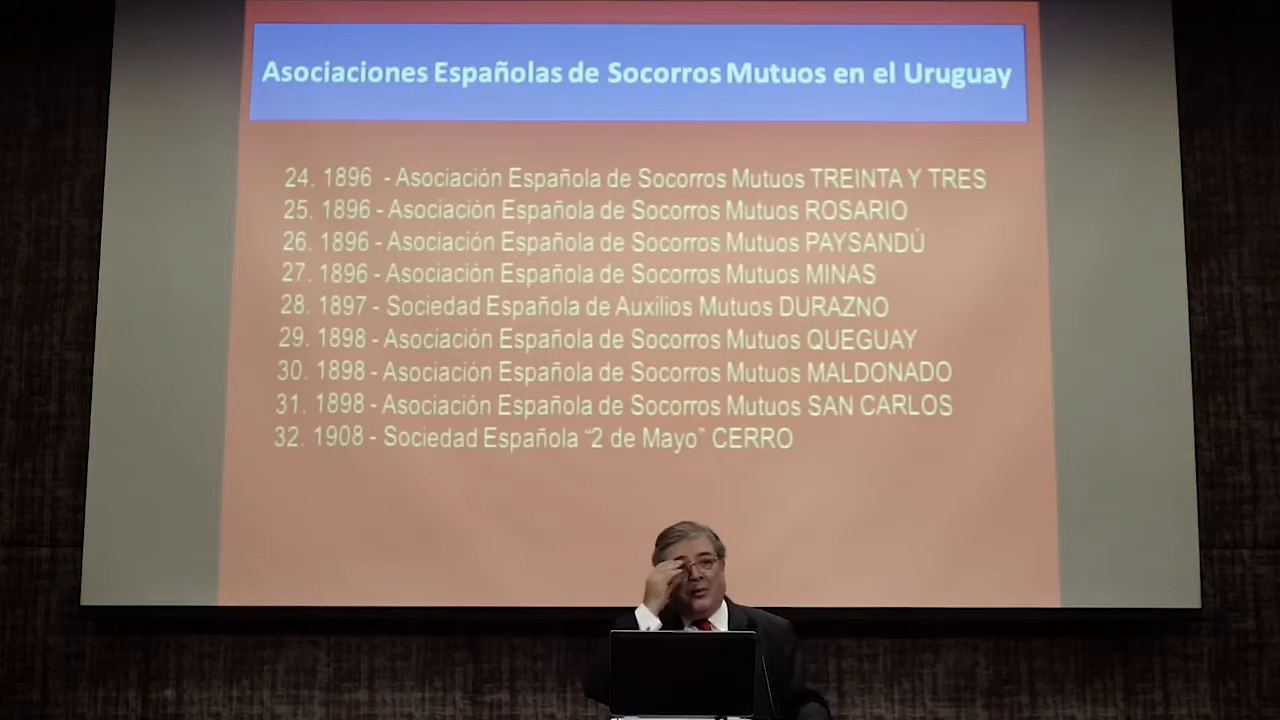 Asociaciones Españolas de Socorros Mutuos en el Uruguay
24. 1896 - Asociación Española de Socorros Mutuos TREINTA Y TRES
25. 1896 - Asociación Española de Socorros Mutuos ROSARIO
26. 1896 - Asociación Española de Socorros Mutuos PAYSANDÚ
27. 1896 - Asociación Española de Socorros Mutuos MINAS
28. 1897 - Sociedad Española de Auxilios Mutuos DURAZNO
29. 1898 - Asociación Española de Socorros Mutuos QUEGUAY
30. 1898 - Asociación Española de Socorros Mutuos MALDONADO
31. 1898 - Asociación Española de Socorros Mutuos SAN CARLOS
32. 1908 - Sociedad Española “2 de Mayo” CERRO